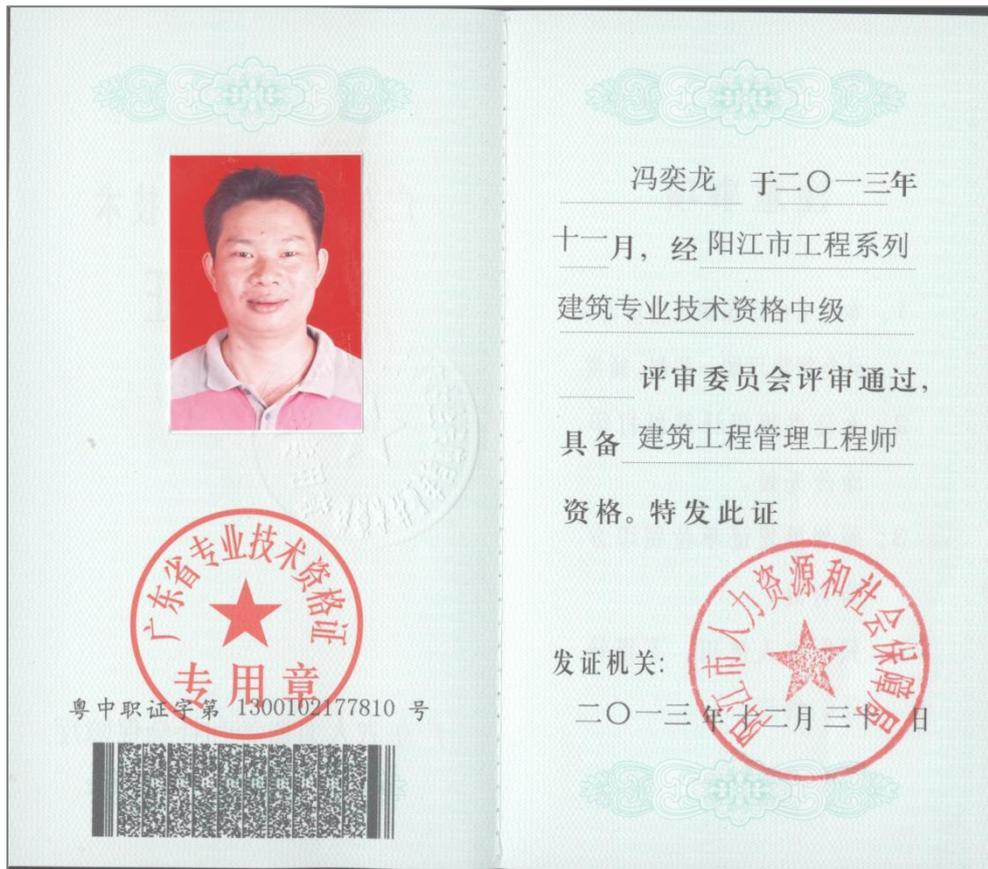 广东省专业技术资格证
专用章
粤中职证字第 1300102177810 号
冯奕龙 于二〇一三年
十一月，经 阳江市工程系列
建筑专业技术资格中级
评审委员会评审通过，
具备 建筑工程管理工程师
资格。特发此证
阳江市人力资源和社会保障局
发证机关：
二〇一三年十二月三十日